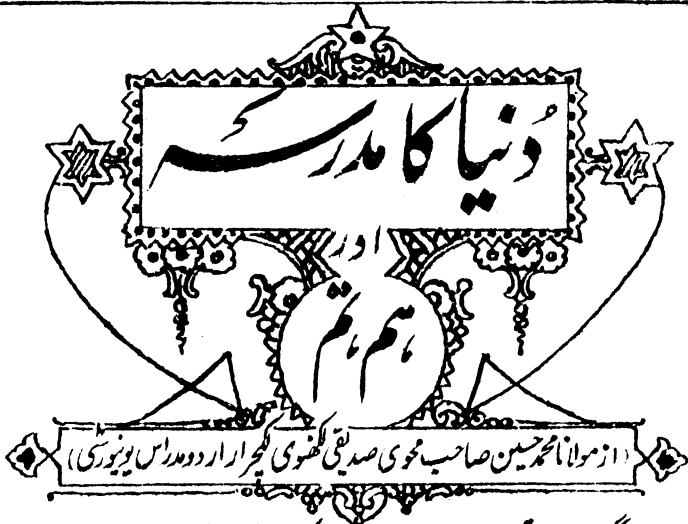 دُنیا کا مدرسہ
اور
ہم تم
(از مولانا محمد حسین صاحب محوی صدیقی لکھنوی لکچرار اردو مدراس یونیورسٹی)